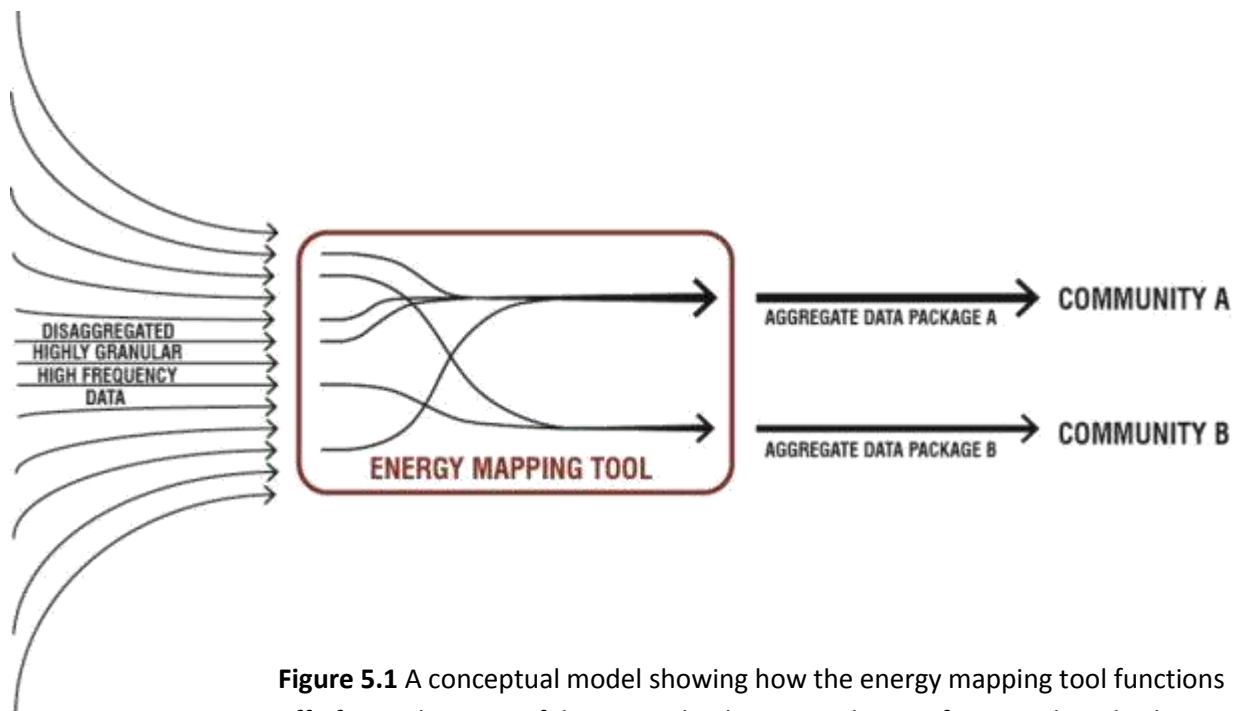 DISAGGREGATED
HIGHLY GRANULAR
HIGH FREQUENCY
DATA
ENERGY MAPPING TOOL
AGGREGATE DATA PACKAGE A
COMMUNITY A
AGGREGATE DATA PACKAGE B
COMMUNITY B
Figure 5.1 A conceptual model showing how the energy mapping tool functions